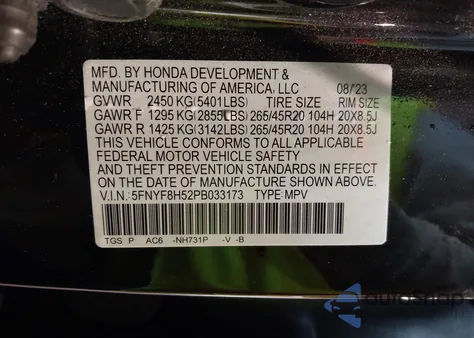 MFD. BY HONDA DEVELOPMENT &
MANUFACTURING OF AMERICA, LLC 08/23
GVWR 2450 KG(5401LBS) TIRE SIZE RIM SIZE
GAWR F 1295 KG(2855LBS) 265/45R20 104H 20X8.5J
GAWR R 1425 KG(3142LBS) 265/45R20 104H 20X8.5J
THIS VEHICLE CONFORMS TO ALL APPLICABLE
FEDERAL MOTOR VEHICLE SAFETY
AND THEFT PREVENTION STANDARDS IN EFFECT
ON THE DATE OF MANUFACTURE SHOWN ABOVE.
V.I.N.:5FNYF8H52PB033173 TYPE:MPV
TGS P AC6 -NH731P -V -B
autosnap